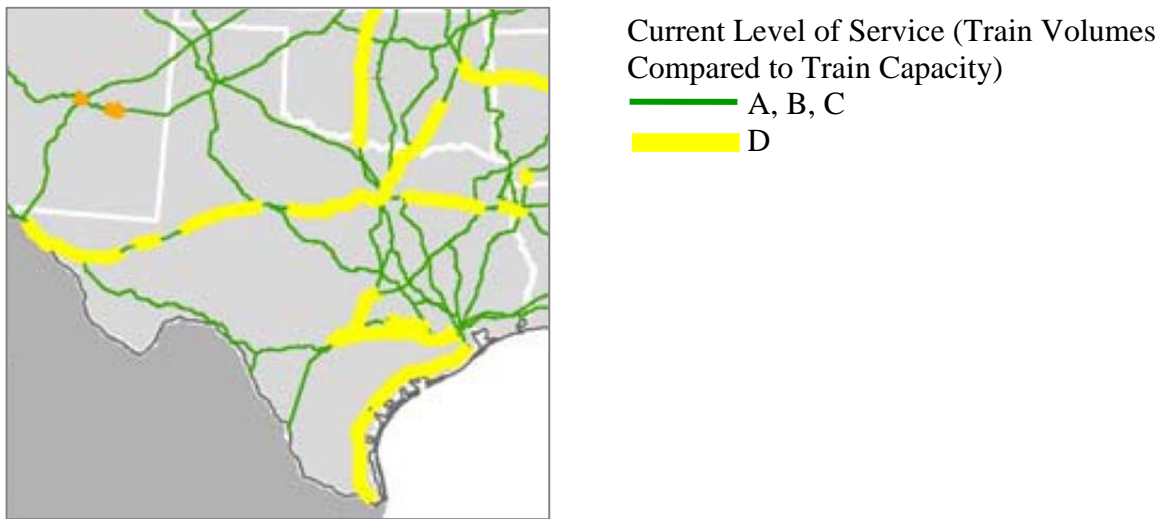 Current Level of Service (Train Volumes
Compared to Train Capacity)
A, B, C
D